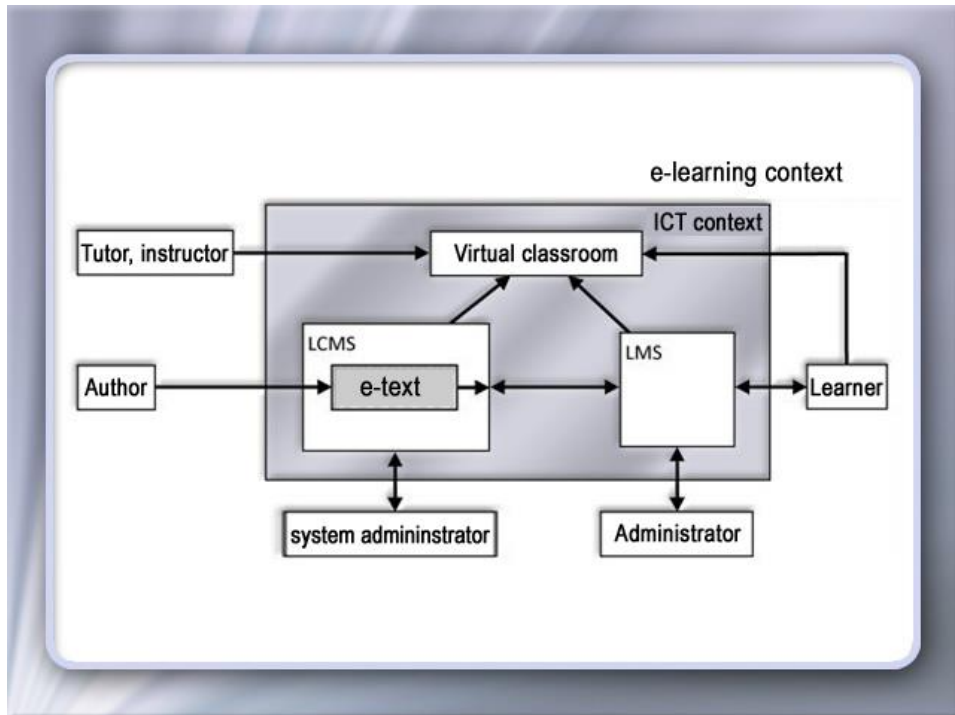 e-learning context
ICT context
Tutor, instructor
Virtual classroom
LCMS
LMS
Author
e-text
Learner
system admininstrator
Administrator